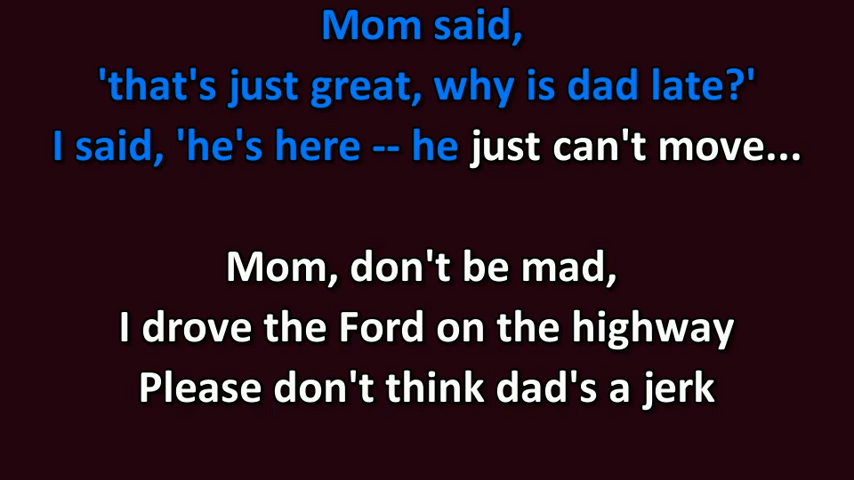 Mom said,
'that's just great, why is dad late?'
I said, 'he's here -- he just can't move...
Mom, don't be mad,
I drove the Ford on the highway
Please don't think dad's a jerk